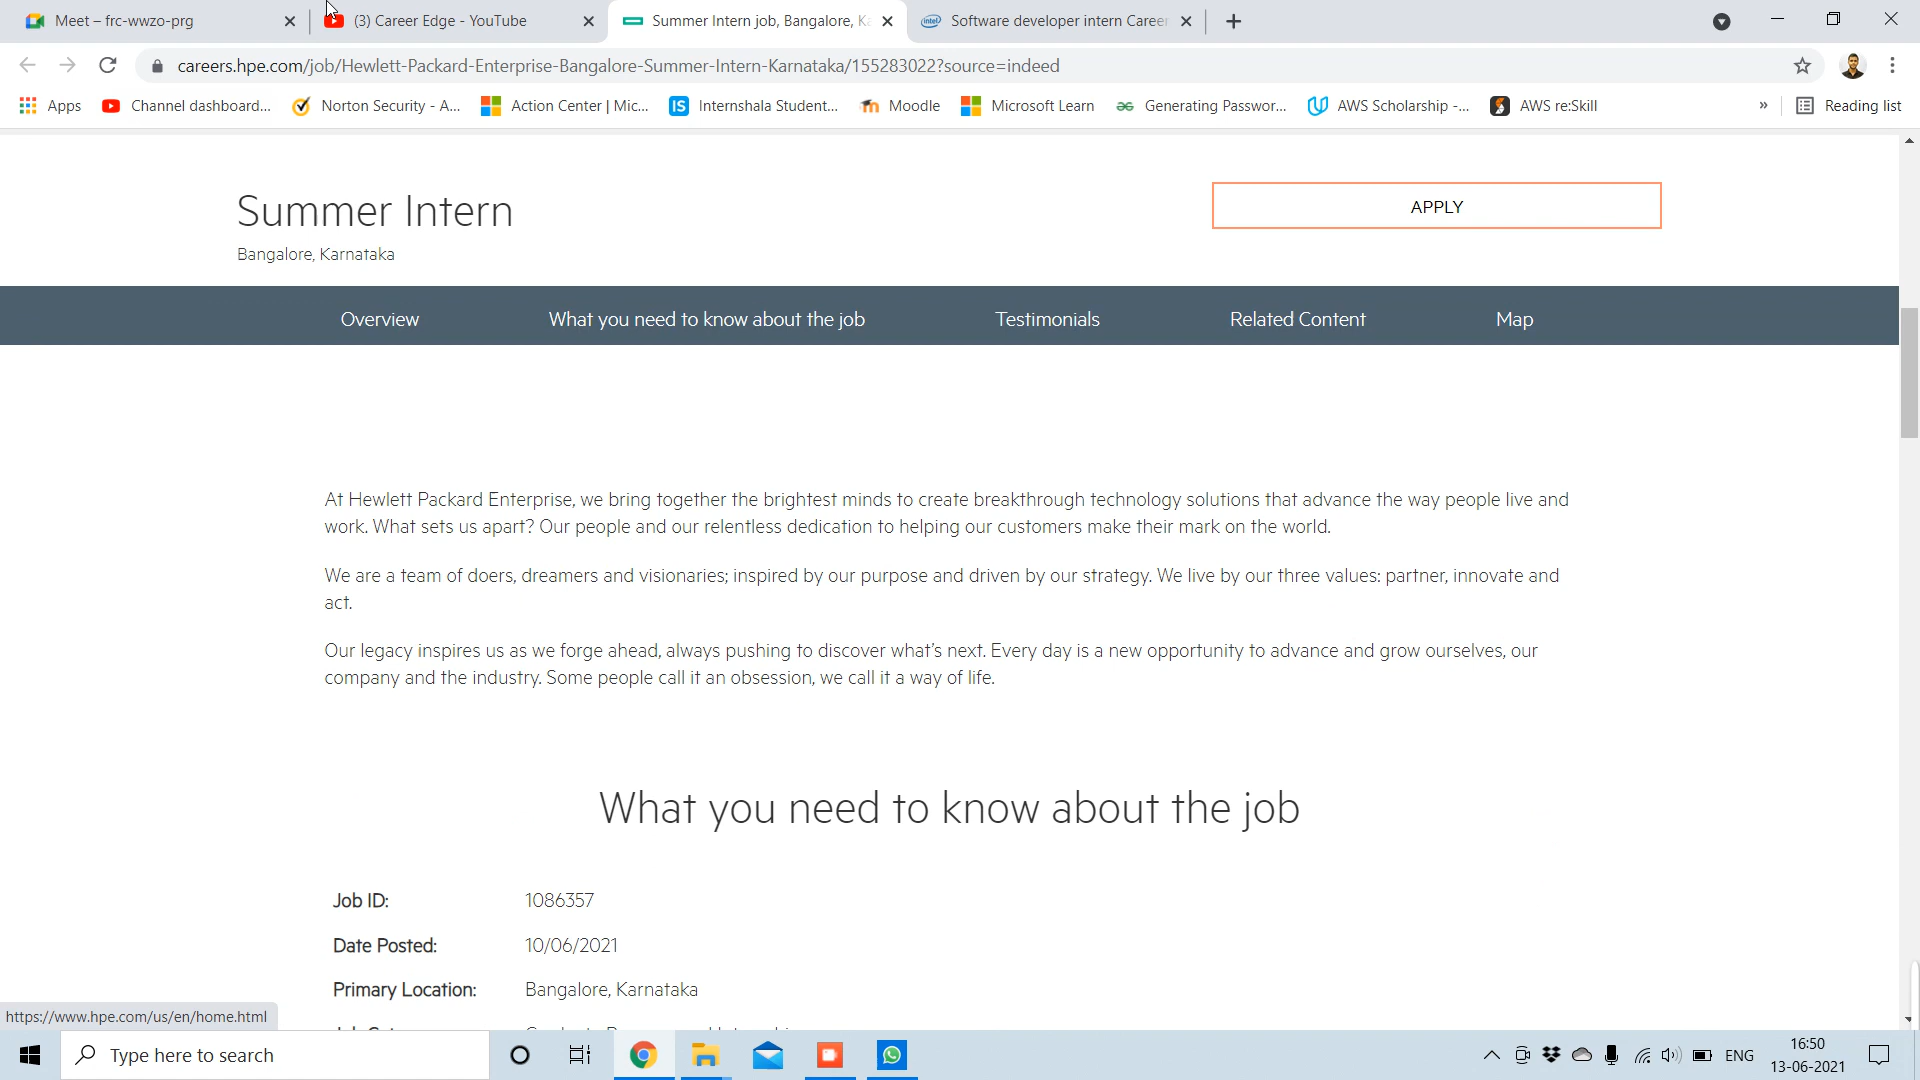 Meet – frc-wwzo-prg
(3) Career Edge - YouTube
Summer Intern job, Bangalore, Ka
Software developer intern Career
careers.hpe.com/job/Hewlett-Packard-Enterprise-Bangalore-Summer-Intern-Karnataka/155283022?source=indeed
Apps
Channel dashboard...
Norton Security - A...
Action Center | Mic...
IS
Internshala Student...
Moodle
Microsoft Learn
Generating Passwor...
AWS Scholarship -...
AWS re:Skill
»
Reading list
Summer Intern
APPLY
Bangalore, Karnataka
Overview
What you need to know about the job
Testimonials
Related Content
Map
At Hewlett Packard Enterprise, we bring together the brightest minds to create breakthrough technology solutions that advance the way people live and
work. What sets us apart? Our people and our relentless dedication to helping our customers make their mark on the world.
We are a team of doers, dreamers and visionaries; inspired by our purpose and driven by our strategy. We live by our three values: partner, innovate and
act.
Our legacy inspires us as we forge ahead, always pushing to discover what's next. Every day is a new opportunity to advance and grow ourselves, our
company and the industry. Some people call it an obsession, we call it a way of life.
What you need to know about the job
Job ID: 1086357
Date Posted: 10/06/2021
Primary Location: Bangalore, Karnataka
https://www.hpe.com/us/en/home.html
Type here to search
ENG
16:50
13-06-2021